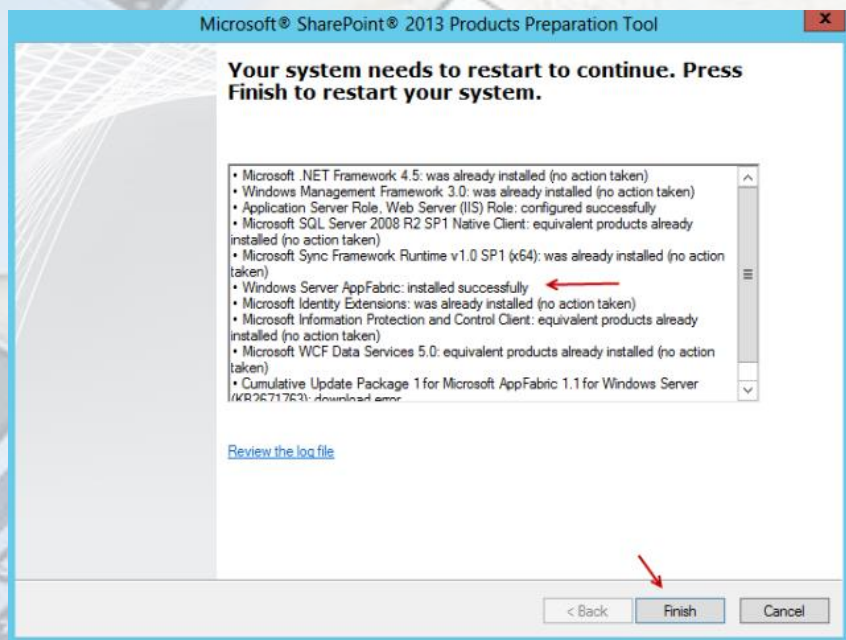 Microsoft® SharePoint® 2013 Products Preparation Tool
x
Your system needs to restart to continue. Press
Finish to restart your system.
• Microsoft .NET Framework 4.5: was already installed (no action taken)
• Windows Management Framework 3.0: was already installed (no action taken)
• Application Server Role, Web Server (IIS) Role: configured successfully
• Microsoft SQL Server 2008 R2 SP1 Native Client: equivalent products already
installed (no action taken)
• Microsoft Sync Framework Runtime v1.0 SP1 (x64): was already installed (no action
taken)
• Windows Server AppFabric: installed successfully
• Microsoft Identity Extensions: was already installed (no action taken)
• Microsoft Information Protection and Control Client: equivalent products already
installed (no action taken)
• Microsoft WCF Data Services 5.0: equivalent products already installed (no action
taken)
• Cumulative Update Package 1 for Microsoft AppFabric 1.1 for Windows Server
(KB2671763): download error
Review the log file
< Back Finish Cancel